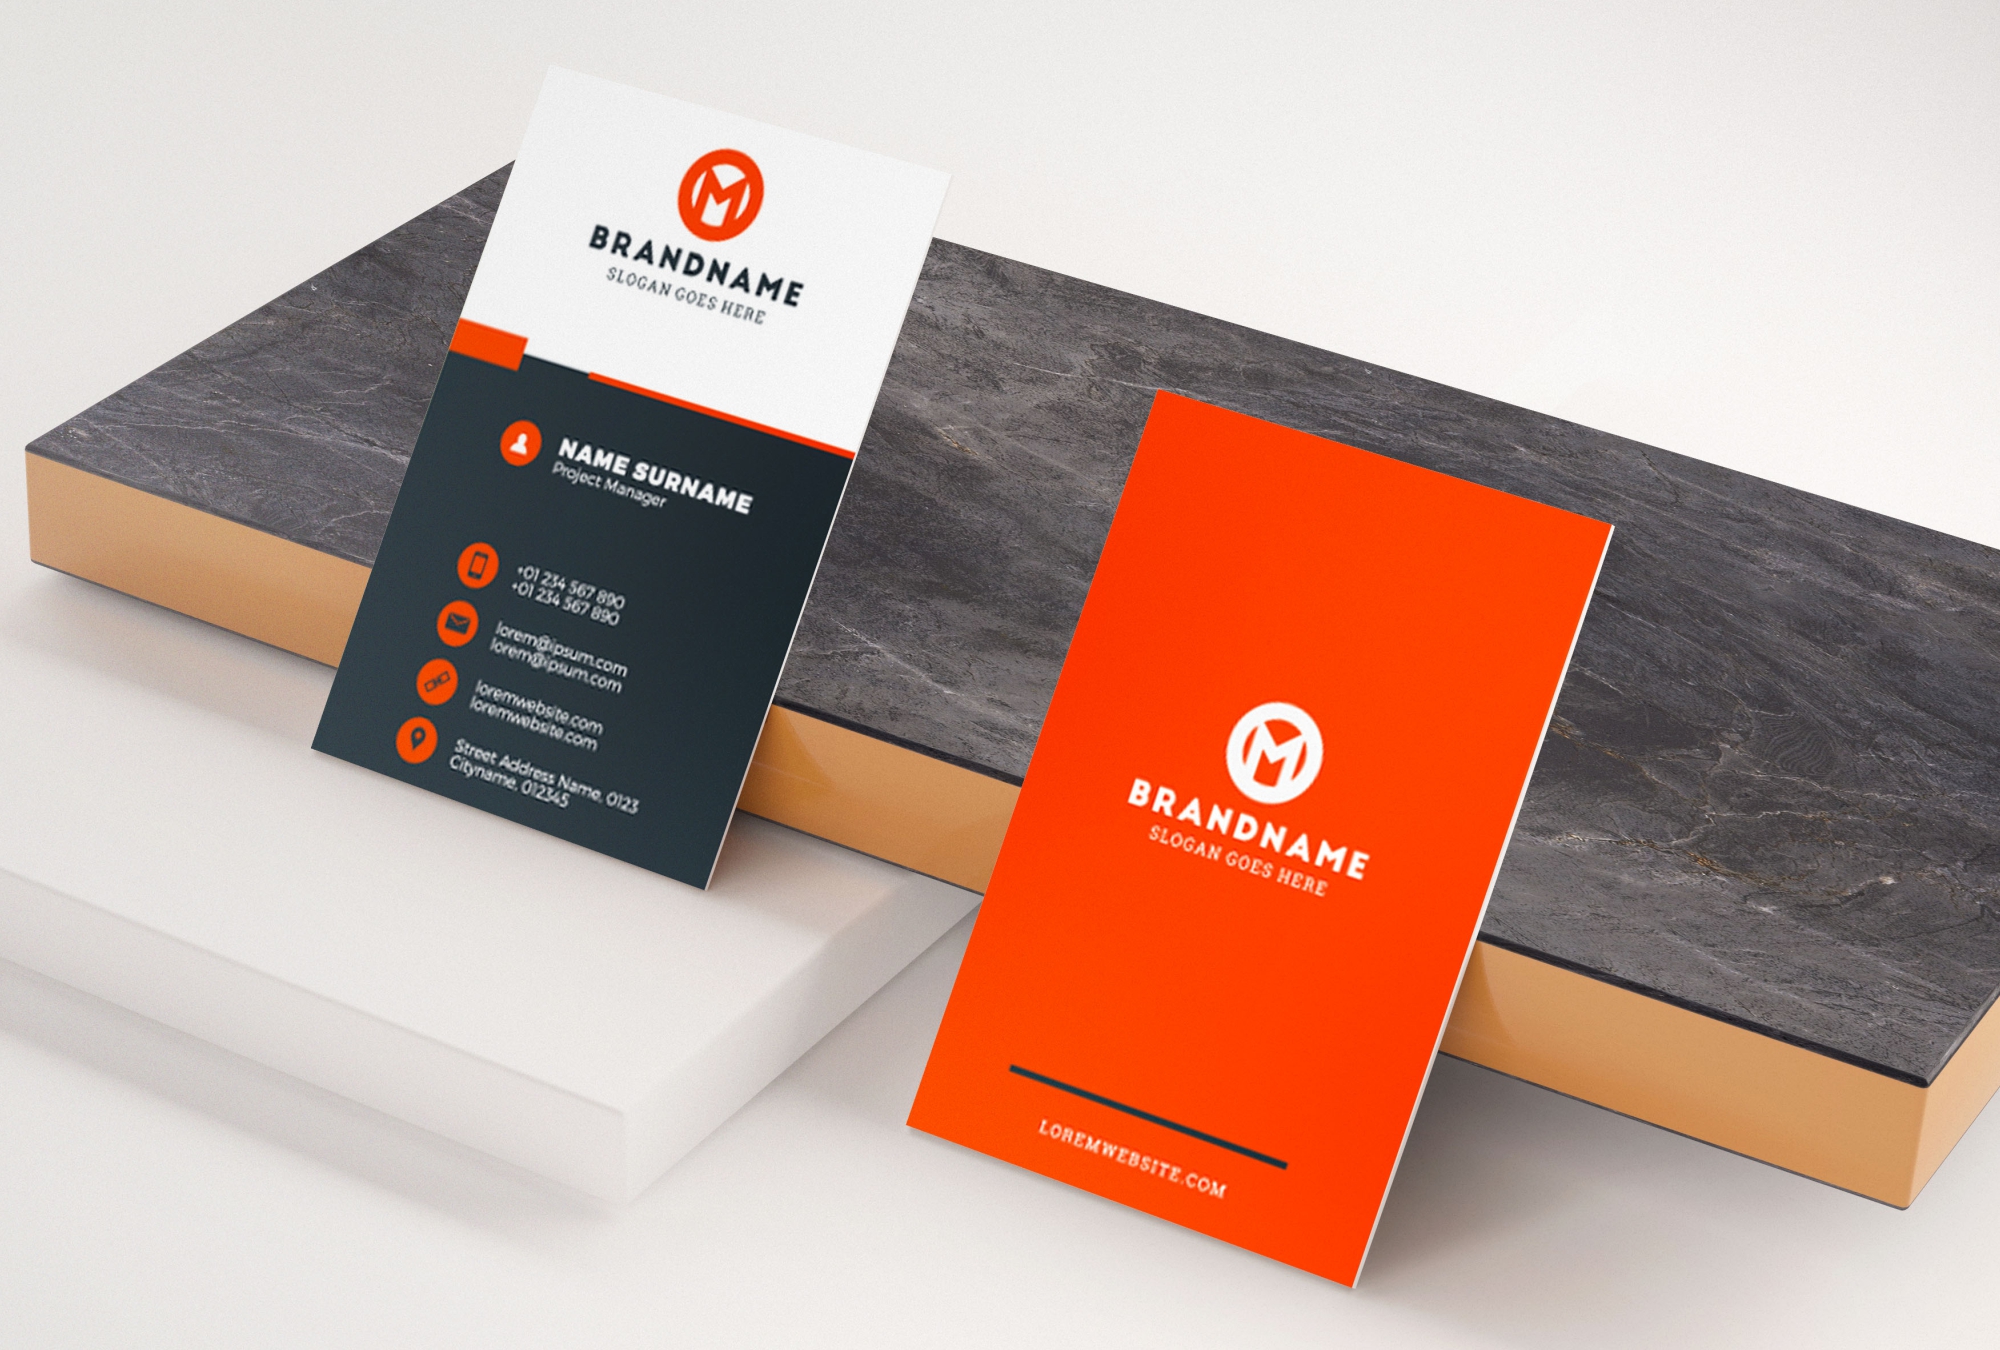 M
BRANDNAME
SLOGAN GOES HERE
NAME SURNAME
Project Manager
+01 234 567 890
+01 234 567 890
lorem@ipsum.com
lorem@ipsum.com
loremwebsite.com
loremwebsite.com
Street Address Name, 0123
Cityname, 012345
M
BRANDNAME
SLOGAN GOES HERE
LOREMWEBSITE.COM